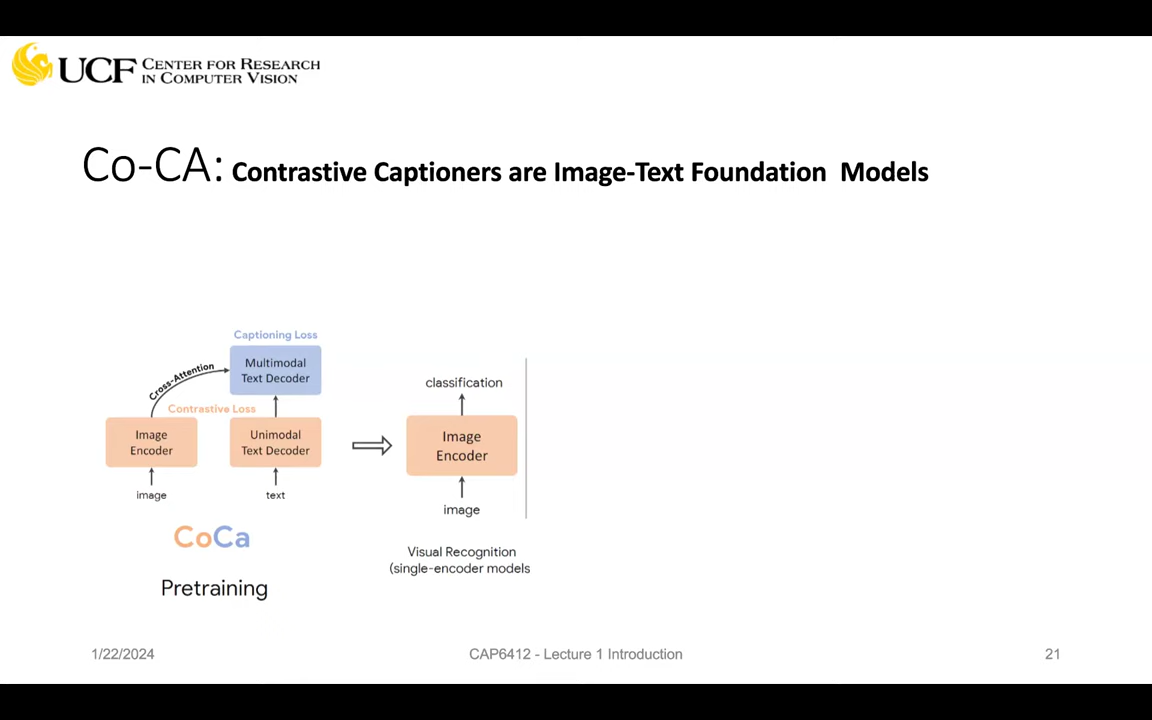 UCF CENTER FOR RESEARCH
IN COMPUTER VISION
Co-CA: Contrastive Captioners are Image-Text Foundation Models
Captioning Loss
Multimodal
Text Decoder
Cross-Attention
Contrastive Loss
Image
Encoder
Unimodal
Text Decoder
image
text
CoCa
Pretraining
classification
Image
Encoder
image
Visual Recognition
(single-encoder models
1/22/2024
CAP6412 - Lecture 1 Introduction
21